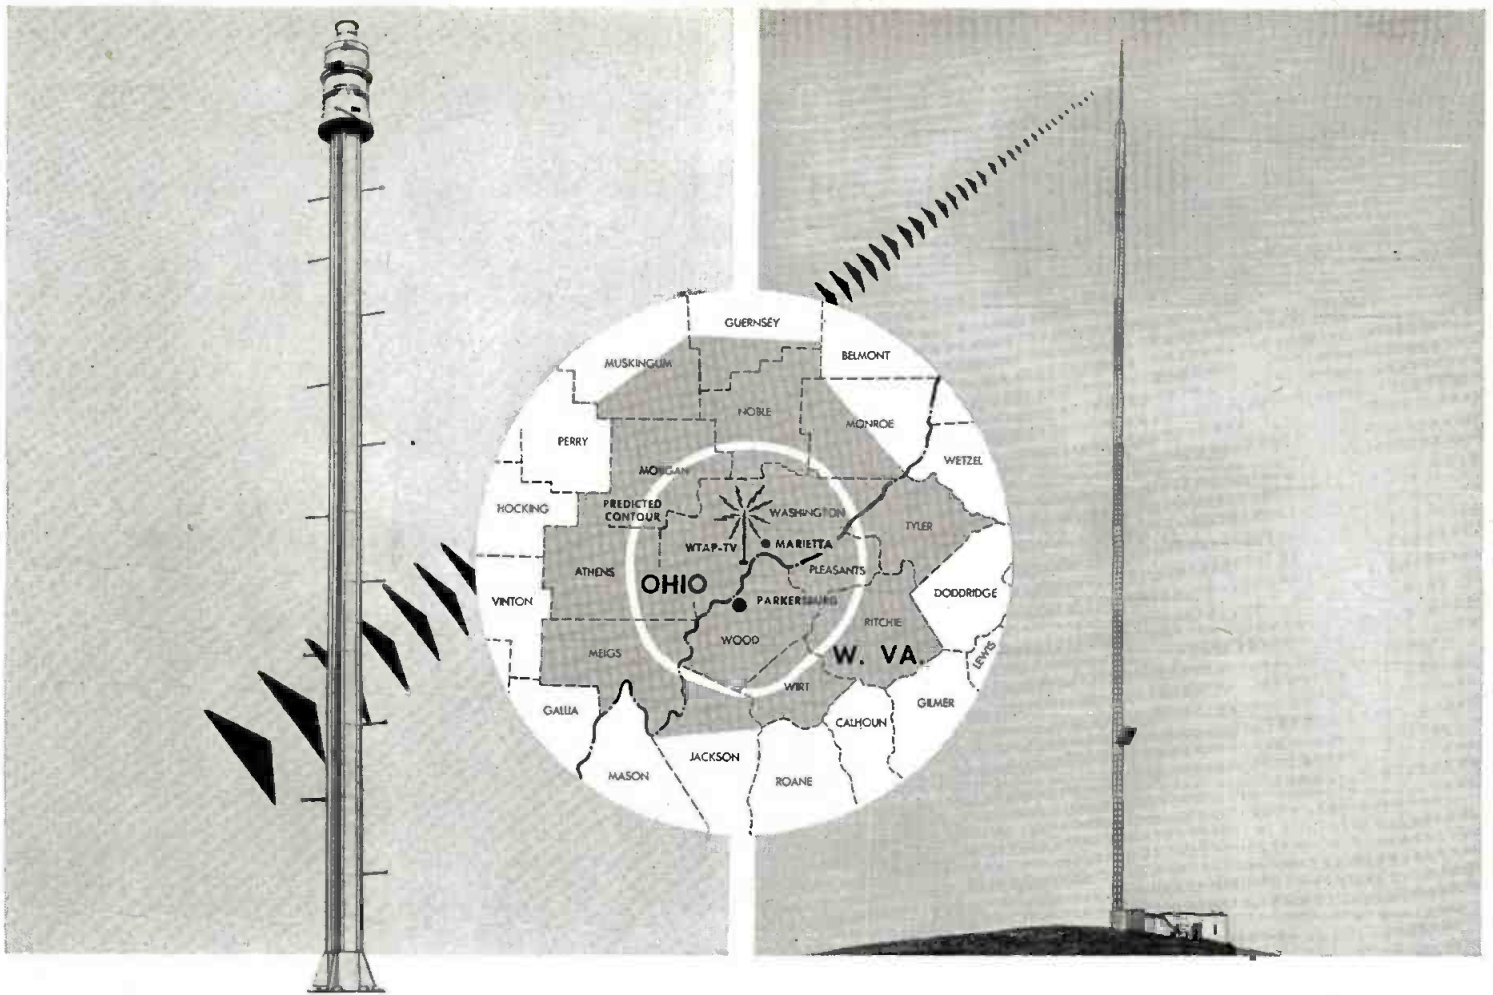 GUERNSEY
BELMONT
MUSKINGUM
NOBLE
MONROE
PERRY
WETZEL
MORGAN
HOCKING
PREDICTED
CONTOUR
WASHINGTON
TYLER
WTAP-TV
MARIETTA
ATHENS
OHIO
PLEASANTS
VINTON
PARKERSBURG
DODDRIDGE
RITCHIE
WOOD
MEIGS
W. VA.
LEWIS
WIRT
GALLIA
GILMER
CALHOUN
JACKSON
MASON
ROANE